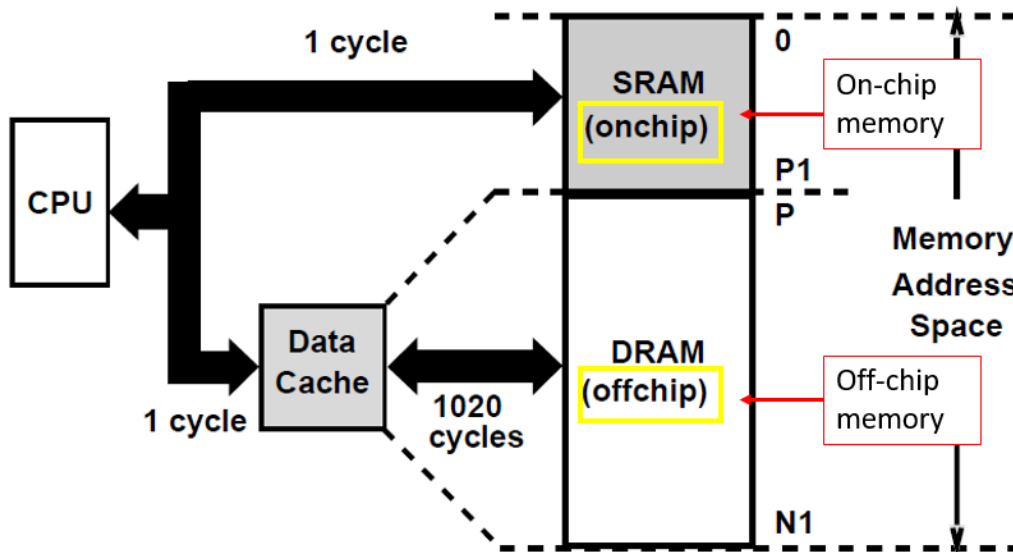 1 cycle
CPU
Data
Cache
1 cycle
1020
cycles
SRAM
(onchip)
DRAM
(offchip)
0
P1
P
N1
On-chip
memory
Memory
Address
Space
Off-chip
memory